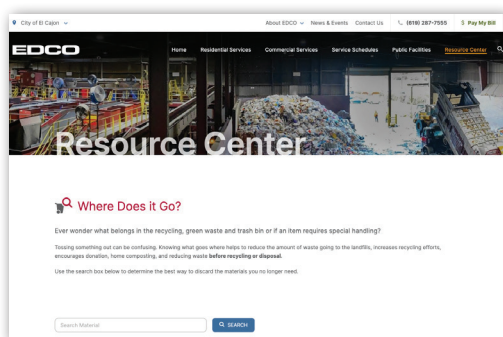 City of El Cajon
About EDCO News & Events Contact Us (619) 287-7555 $ Pay My Bill
EDCO
Home Residential Services Commercial Services Service Schedules Public Facilities Resource Center
Resource Center
Where Does it Go?
Ever wonder what belongs in the recycling, green waste and trash bin or if an item requires special handling?
Tossing something out can be confusing. Knowing what goes where helps to reduce the amount of waste going to the landfills, increases recycling efforts,
encourages donation, home composting, and reducing waste before recycling or disposal.
Use the search box below to determine the best way to discard the materials you no longer need.
Search Material
SEARCH